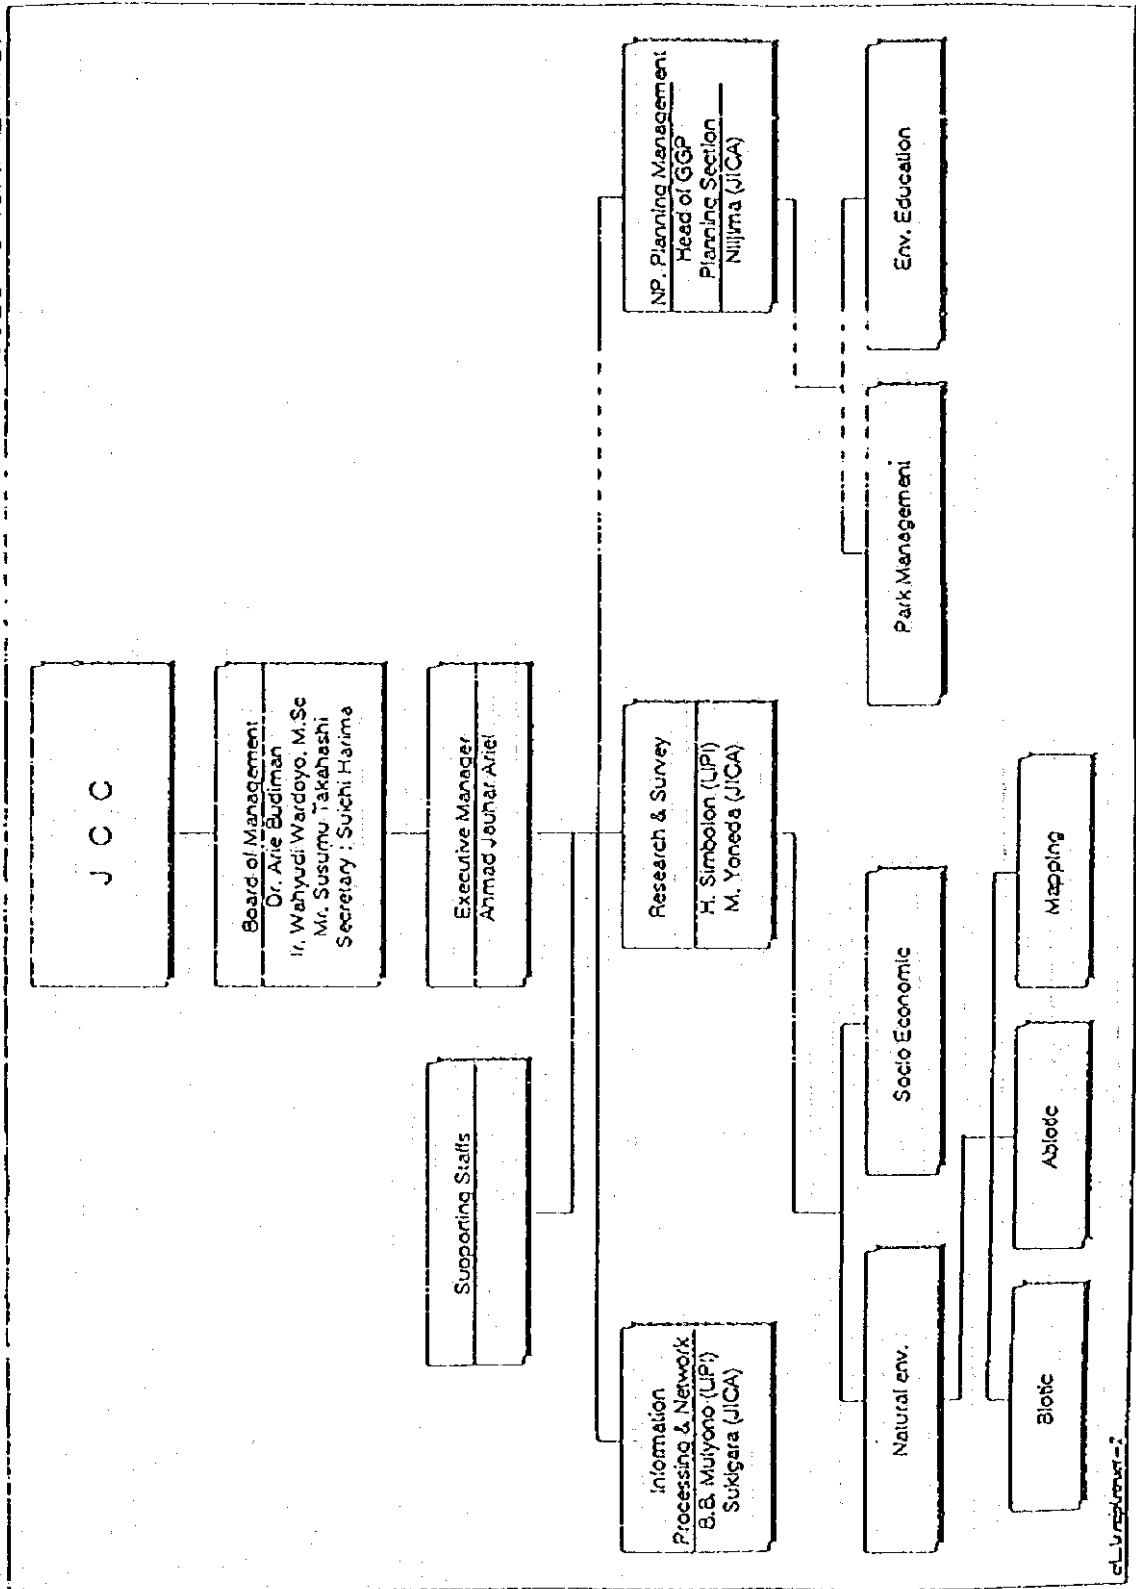 J C C
Board of Management
Dr. Arie Budiman
Ir. Wahyudi Wardoyo, M.Sc
Mr. Susumu Takahashi
Secretary : Suichi Harima
Supporting Staffs
Executive Manager
Ahmad Jauhar Arief
Information
Processing & Network
B.B. Mulyono (LIPI)
Sukigara (JICA)
Research & Survey
H. Simbolon (LIPI)
M. Yoneda (JICA)
NP. Planning Management
Head of GGP
Planning Section
Niijima (JICA)
Natural env.
Socio Economic
Park Management
Env. Education
Biotic
Abiotic
Mapping